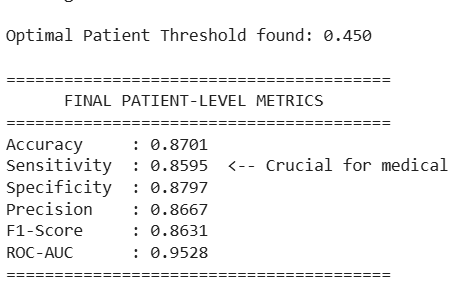 Optimal Patient Threshold found: 0.450
========================================
FINAL PATIENT-LEVEL METRICS
========================================
Accuracy : 0.8701
Sensitivity : 0.8595 <-- Crucial for medical
Specificity : 0.8797
Precision : 0.8667
F1-Score : 0.8631
ROC-AUC : 0.9528
========================================